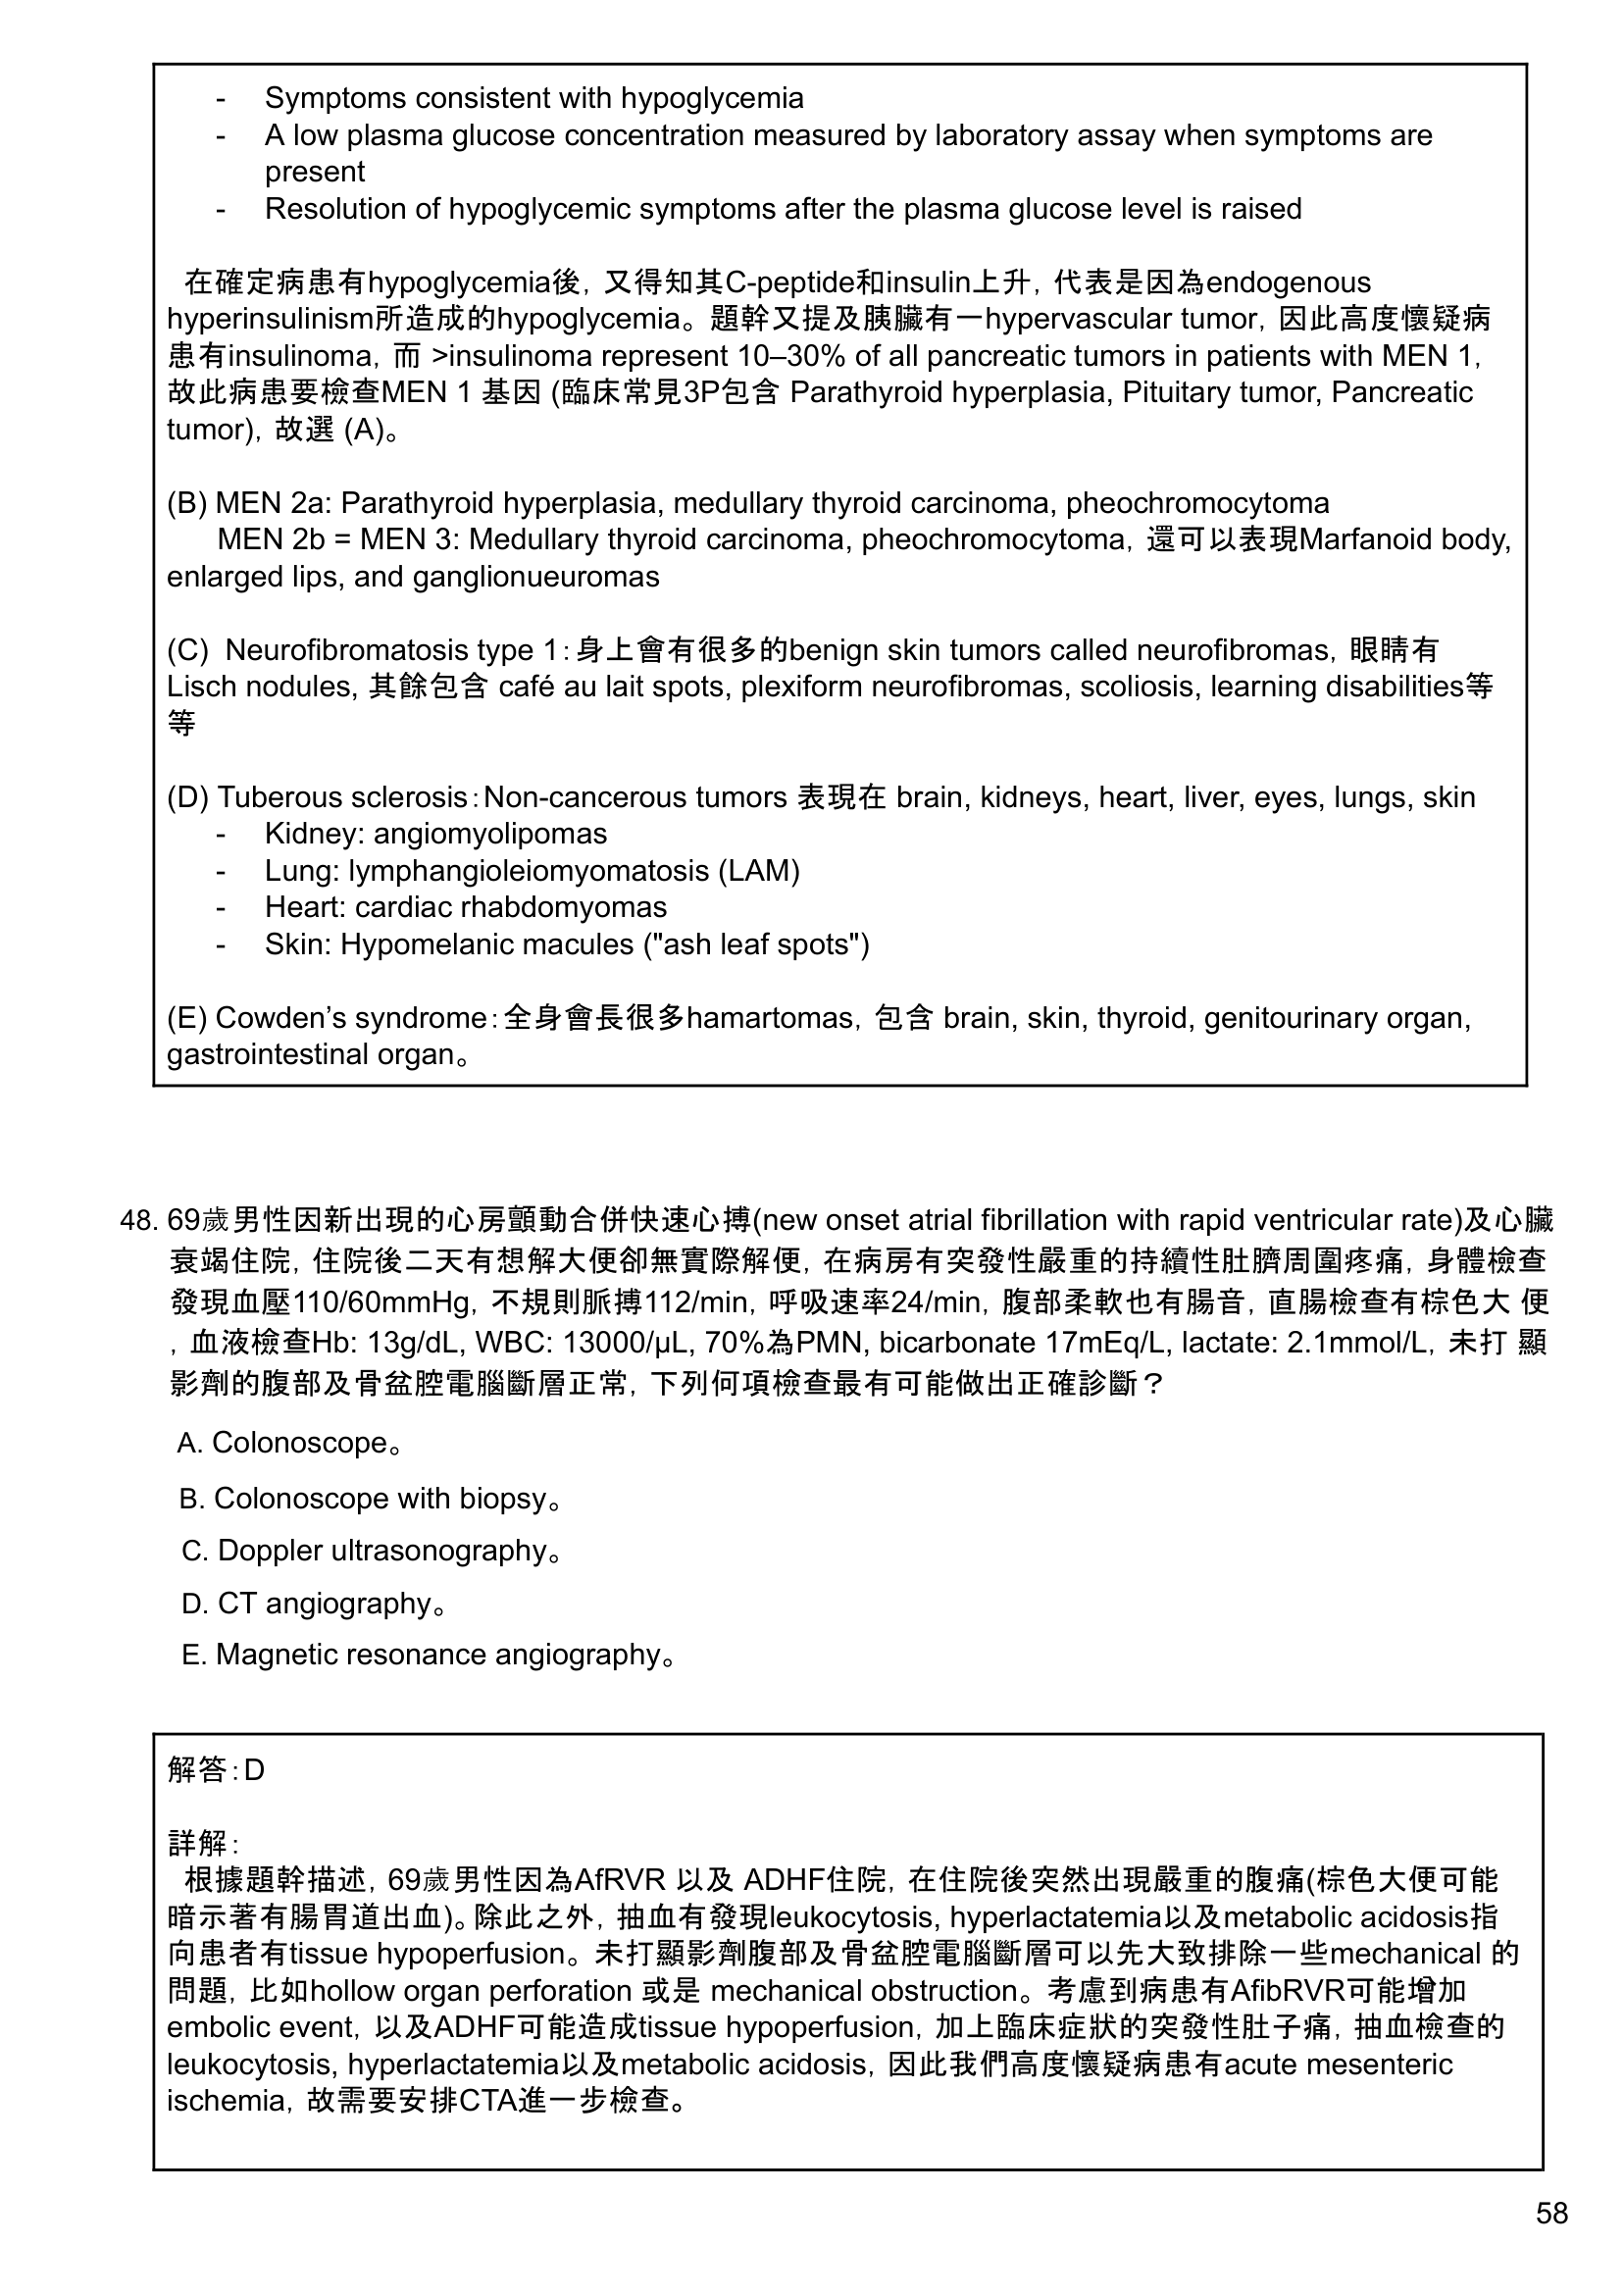 - Symptoms consistent with hypoglycemia
- A low plasma glucose concentration measured by laboratory assay when symptoms are
present
- Resolution of hypoglycemic symptoms after the plasma glucose level is raised
在確定病患有hypoglycemia後，又得知其C-peptide和insulin上升，代表是因為endogenous
hyperinsulinism所造成的hypoglycemia。題幹又提及胰臟有一hypervascular tumor，因此高度懷疑病
患有insulinoma，而 >insulinoma represent 10–30% of all pancreatic tumors in patients with MEN 1，
故此病患要檢查MEN 1 基因 (臨床常見3P包含 Parathyroid hyperplasia, Pituitary tumor, Pancreatic
tumor)，故選 (A)。
(B) MEN 2a: Parathyroid hyperplasia, medullary thyroid carcinoma, pheochromocytoma
MEN 2b = MEN 3: Medullary thyroid carcinoma, pheochromocytoma，還可以表現Marfanoid body,
enlarged lips, and ganglionueuromas
(C) Neurofibromatosis type 1：身上會有很多的benign skin tumors called neurofibromas，眼睛有
Lisch nodules, 其餘包含 café au lait spots, plexiform neurofibromas, scoliosis, learning disabilities等
等
(D) Tuberous sclerosis：Non-cancerous tumors 表現在 brain, kidneys, heart, liver, eyes, lungs, skin
- Kidney: angiomyolipomas
- Lung: lymphangioleiomyomatosis (LAM)
- Heart: cardiac rhabdomyomas
- Skin: Hypomelanic macules ("ash leaf spots")
(E) Cowden’s syndrome：全身會長很多hamartomas，包含 brain, skin, thyroid, genitourinary organ,
gastrointestinal organ。
48. 69歲男性因新出現的心房顫動合併快速心搏(new onset atrial fibrillation with rapid ventricular rate)及心臟
衰竭住院，住院後二天有想解大便卻無實際解便，在病房有突發性嚴重的持續性肚臍周圍疼痛，身體檢查
發現血壓110/60mmHg，不規則脈搏112/min，呼吸速率24/min，腹部柔軟也有腸音，直腸檢查有棕色大 便
，血液檢查Hb: 13g/dL, WBC: 13000/μL, 70%為PMN, bicarbonate 17mEq/L, lactate: 2.1mmol/L，未打 顯
影劑的腹部及骨盆腔電腦斷層正常，下列何項檢查最有可能做出正確診斷？
A. Colonoscope。
B. Colonoscope with biopsy。
C. Doppler ultrasonography。
D. CT angiography。
E. Magnetic resonance angiography。
解答：D
詳解：
根據題幹描述，69歲男性因為AfRVR 以及 ADHF住院，在住院後突然出現嚴重的腹痛(棕色大便可能
暗示著有腸胃道出血)。除此之外，抽血有發現leukocytosis, hyperlactatemia以及metabolic acidosis指
向患者有tissue hypoperfusion。未打顯影劑腹部及骨盆腔電腦斷層可以先大致排除一些mechanical 的
問題，比如hollow organ perforation 或是 mechanical obstruction。考慮到病患有AfibRVR可能增加
embolic event，以及ADHF可能造成tissue hypoperfusion，加上臨床症狀的突發性肚子痛，抽血檢查的
leukocytosis, hyperlactatemia以及metabolic acidosis，因此我們高度懷疑病患有acute mesenteric
ischemia，故需要安排CTA進一步檢查。
58